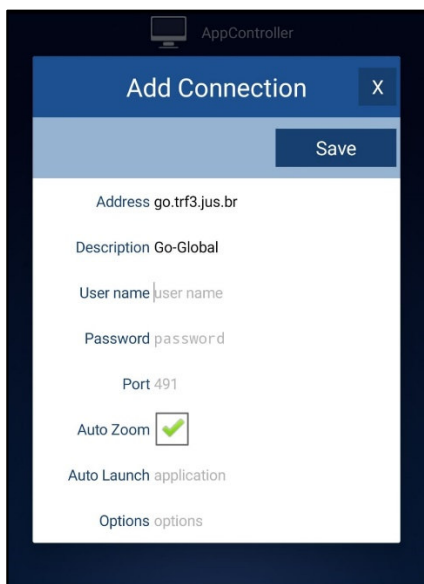 AppController
Add Connection X
Save
Address go.trf3.jus.br
Description Go-Global
User name user name
Password password
Port 491
Auto Zoom
Auto Launch application
Options options